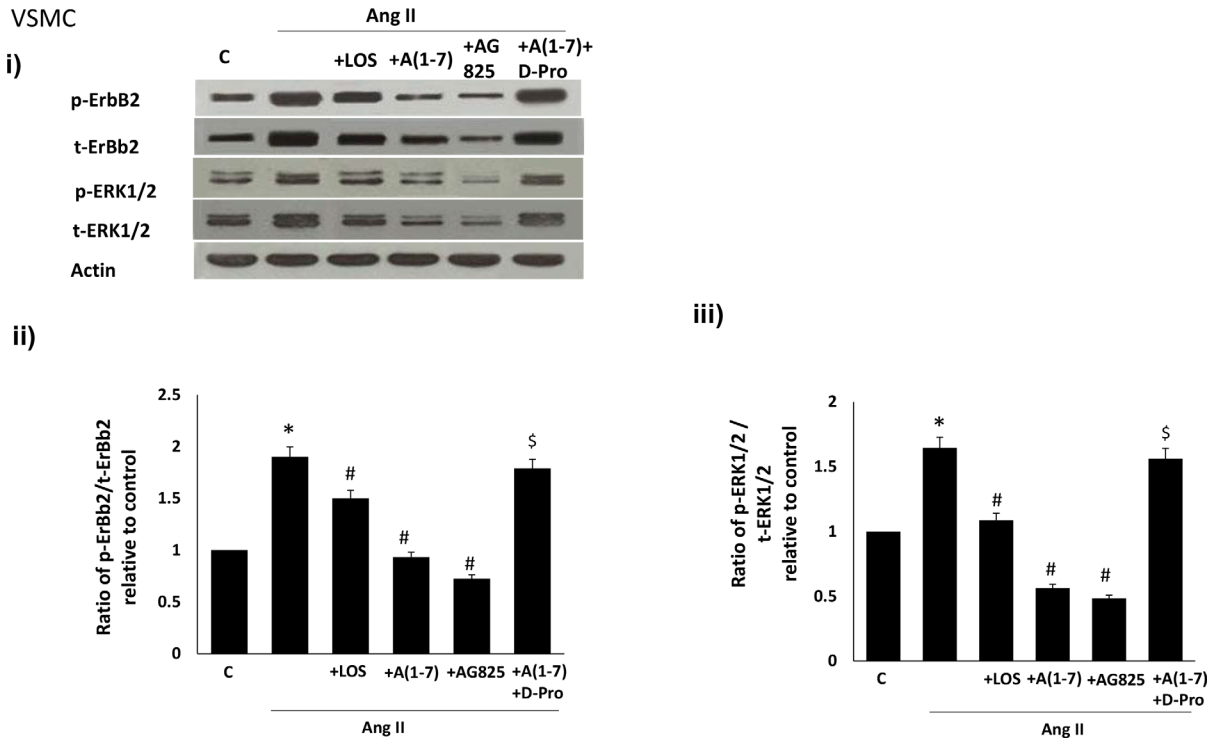 VSMC
Ang II
i)
C
+LOS
+A(1-7)
+AG
825
+A(1-7)+
D-Pro
p-ErbB2
t-ErBb2
p-ERK1/2
t-ERK1/2
Actin
ii)
Ratio of p-ErBb2/t-ErBb2
relative to control
2.5
2
1.5
1
0.5
0
*
#
#
#
$
C
+LOS
+A(1-7)
+AG825
+A(1-7)
+D-Pro
Ang II
iii)
Ratio of p-ERK1/2 /
t-ERK1/2
relative to control
2
1.5
1
0.5
0
*
#
#
#
$
C
+LOS
+A(1-7)
+AG825
+A(1-7)
+D-Pro
Ang II